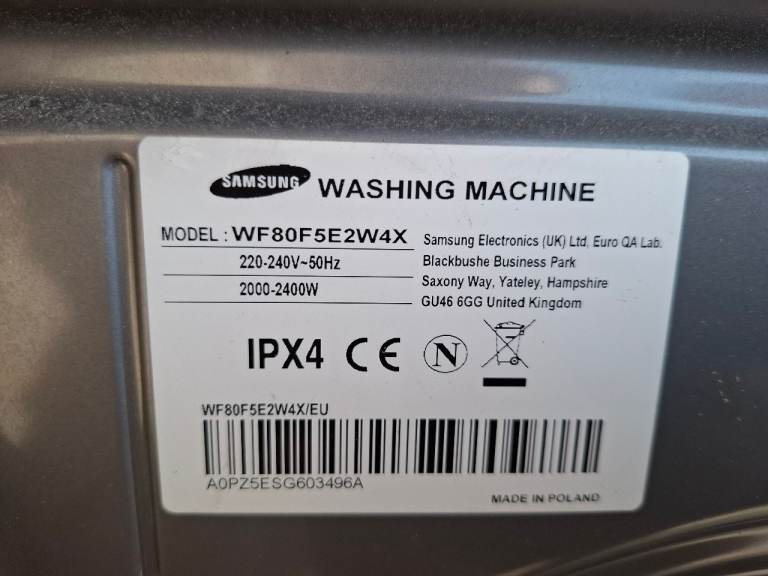 SAMSUNG WASHING MACHINE
MODEL : WF80F5E2W4X
220-240V~50Hz
2000-2400W
Samsung Electronics (UK) Ltd, Euro QA Lab.
Blackbushe Business Park
Saxony Way, Yateley, Hampshire
GU46 6GG United Kingdom
IPX4 CE N
WF80F5E2W4X/EU
A0PZ5ESG603496A
MADE IN POLAND